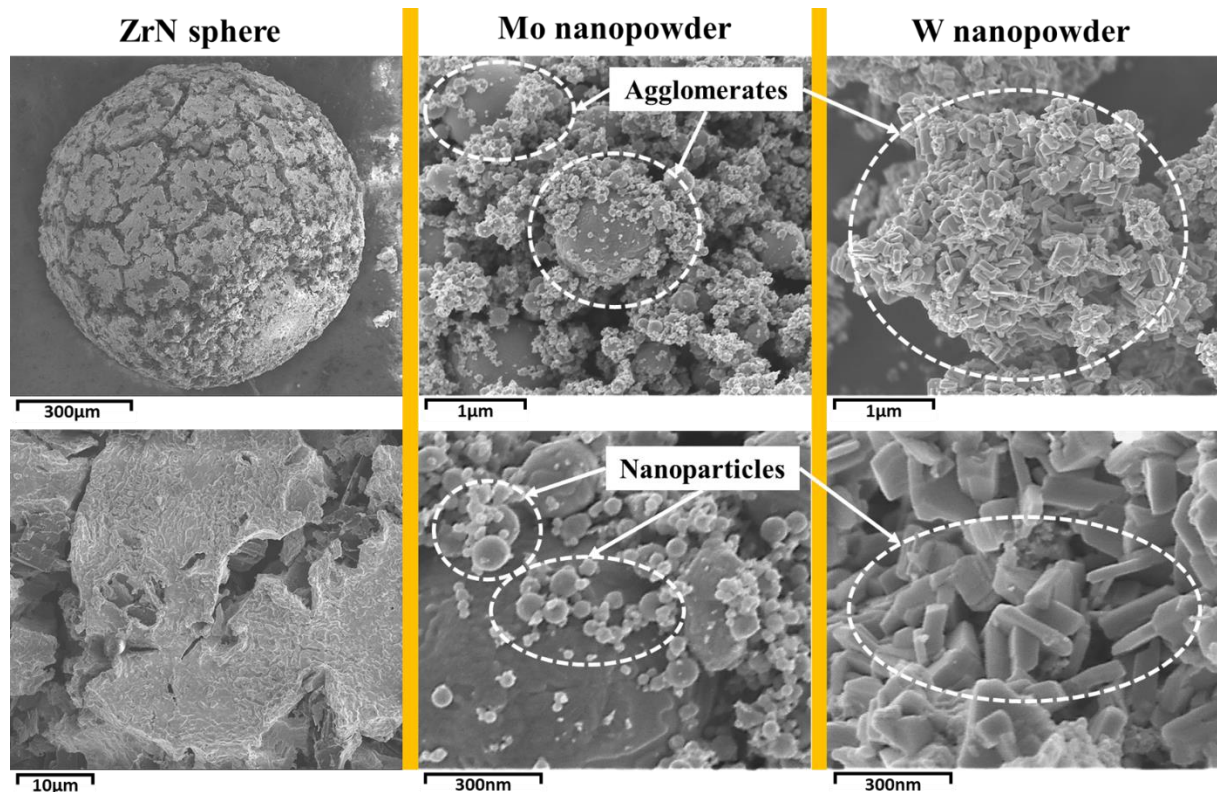 ZrN sphere
Mo nanopowder
W nanopowder
Agglomerates
300μm
1μm
1μm
Nanoparticles
10μm
300nm
300nm